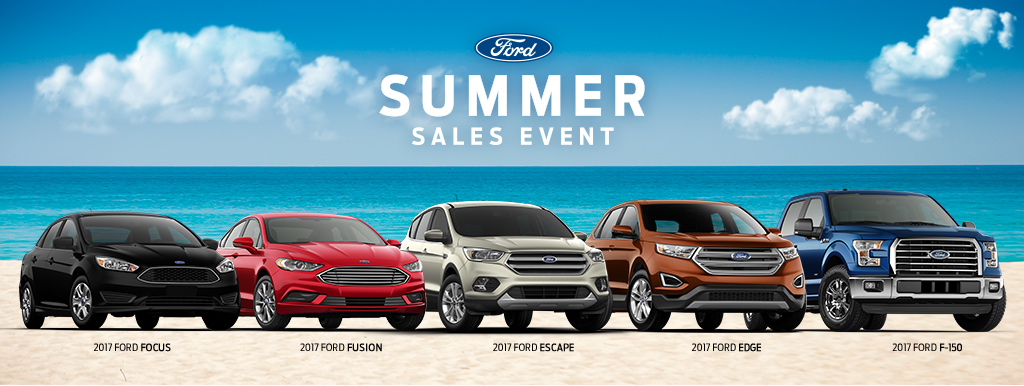 Ford
SUMMER
SALES EVENT
2017 FORD FOCUS
2017 FORD FUSION
2017 FORD ESCAPE
2017 FORD EDGE
2017 FORD F-150